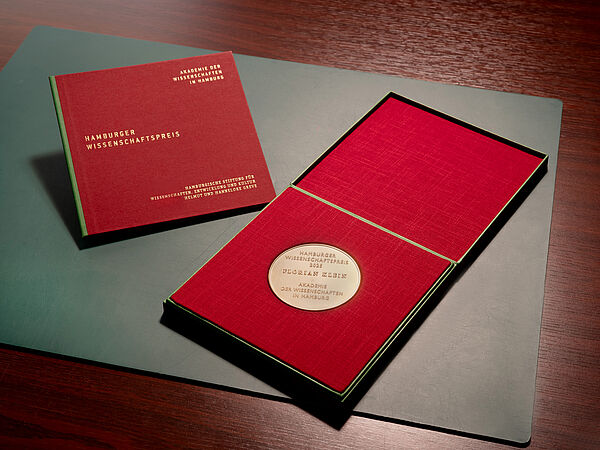 AKADEMIE DER
WISSENSCHAFTEN
IN HAMBURG
HAMBURGER
WISSENSCHAFTSPREIS
HAMBURGISCHE STIFTUNG FÜR
WISSENSCHAFTEN, ENTWICKLUNG UND KULTUR
HELMUT UND HANNELORE GREVE
HAMBURGER
WISSENSCHAFTSPREIS
2025
FLORIAN KLEIN
AKADEMIE
DER WISSENSCHAFTEN
IN HAMBURG